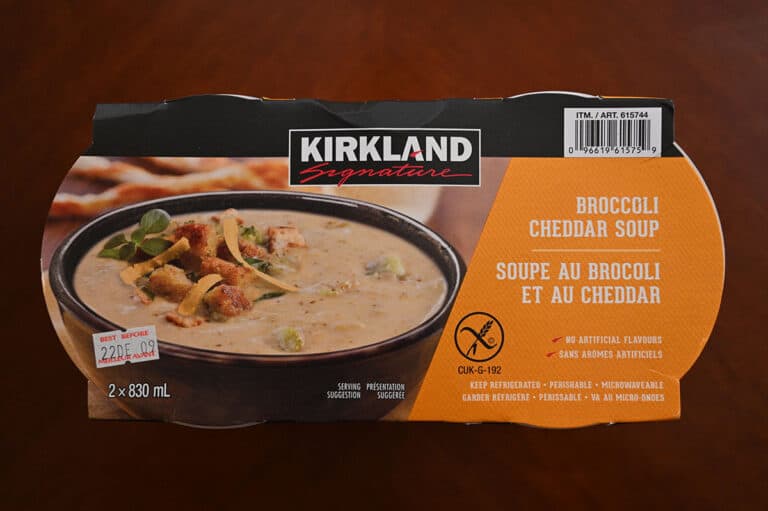 ITM. / ART. 615744
0 96619 61575 9
KIRKLAND
Signature
BROCCOLI
CHEDDAR SOUP
SOUPE AU BROCOLI
ET AU CHEDDAR
NO ARTIFICIAL FLAVOURS
SANS ARÔMES ARTIFICIELS
CUK-G-192
KEEP REFRIGERATED • PERISHABLE • MICROWAVEABLE
GARDER RÉFRIGÉRÉ • PÉRISSABLE • VA AU MICRO-ONDES
BEST BEFORE
22DE 09
MEILLEUR AVANT
2 x 830 mL
SERVING PRÉSENTATION
SUGGESTION SUGGÉRÉE